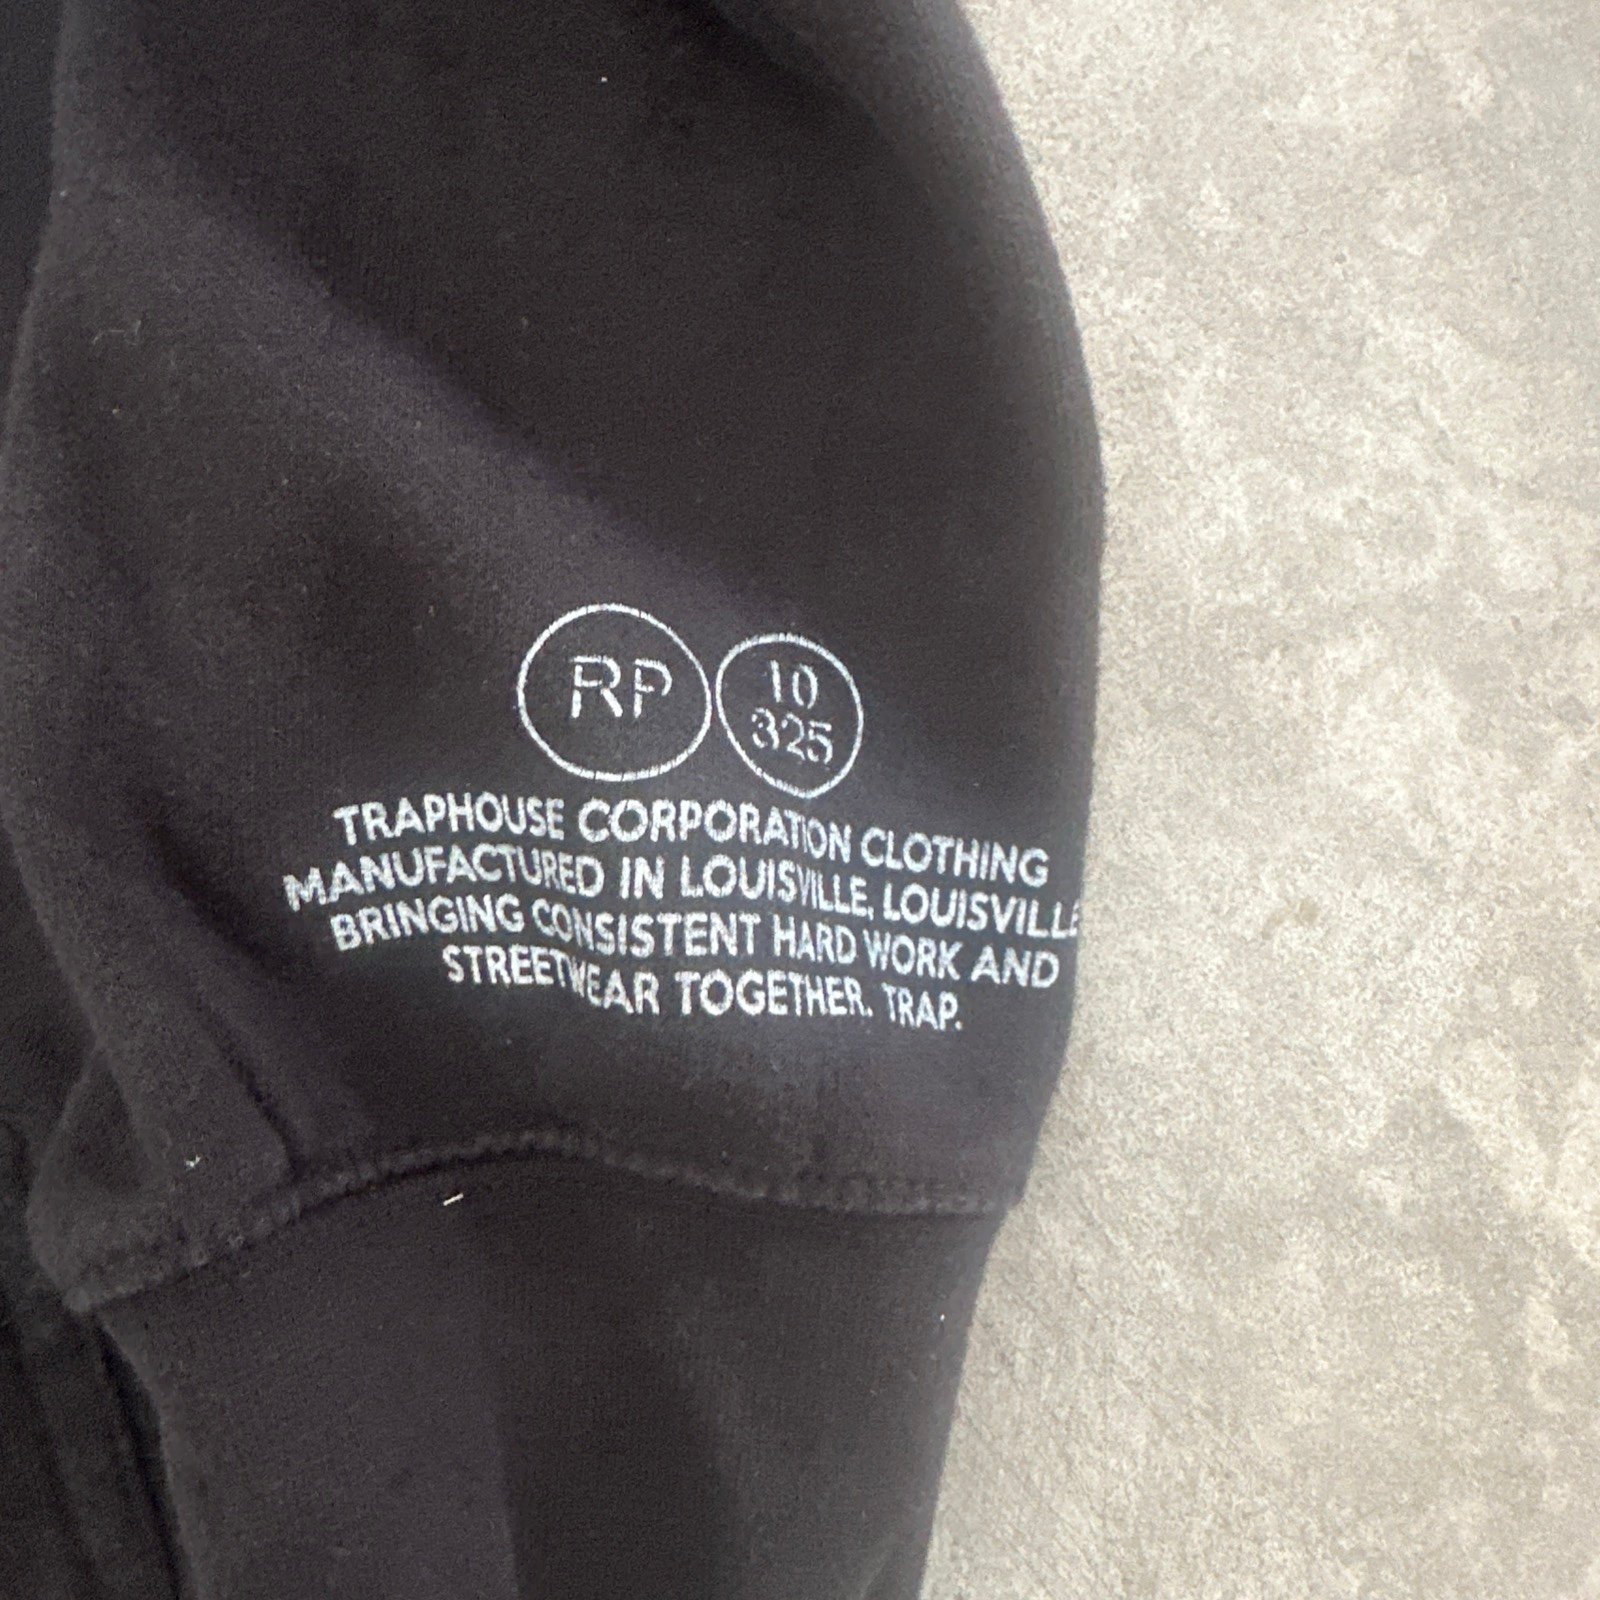 RP
10
325
TRAPHOUSE CORPORATION CLOTHING
MANUFACTURED IN LOUISVILLE, LOUISVILLE
BRINGING CONSISTENT HARD WORK AND
STREETWEAR TOGETHER. TRAP.